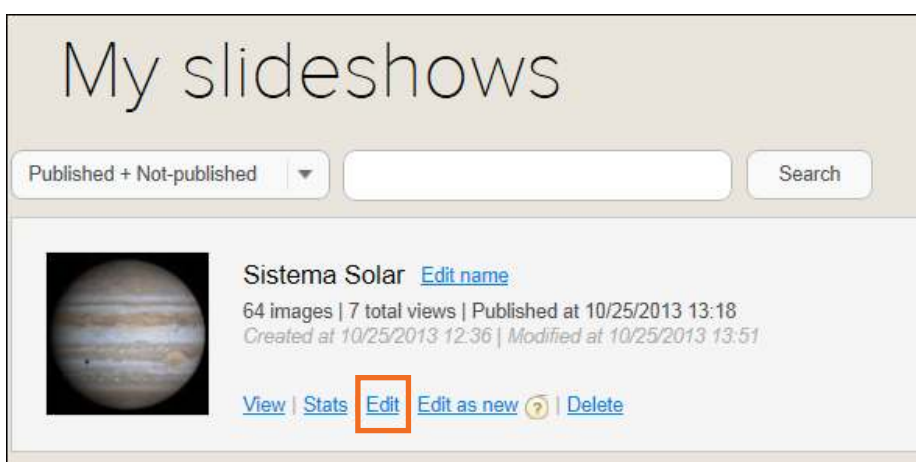 My slideshows
Published + Not-published
Search
Sistema Solar Edit name
64 images | 7 total views | Published at 10/25/2013 13:18
Created at 10/25/2013 12:36 | Modified at 10/25/2013 13:51
View | Stats Edit Edit as new ? | Delete